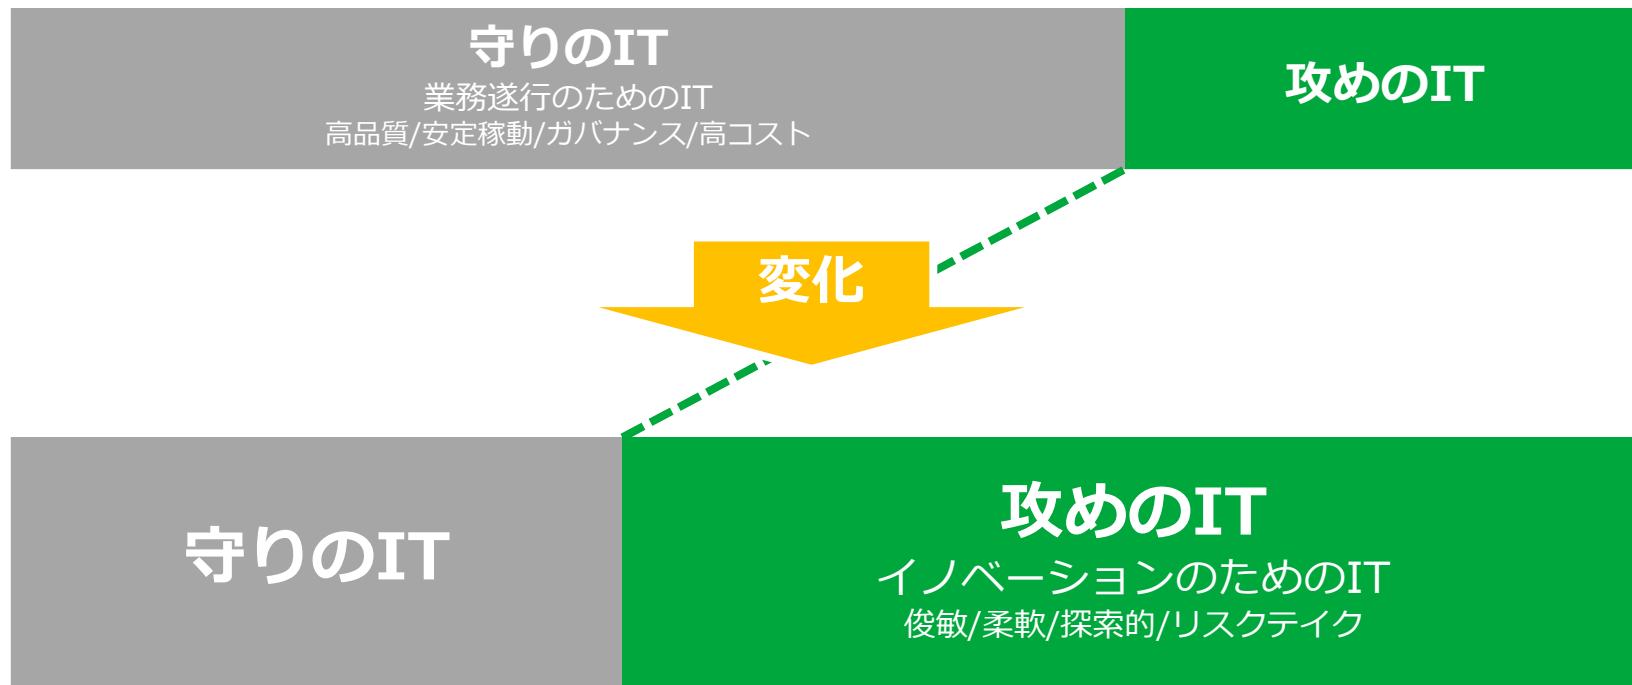 守りのIT
業務遂行のためのIT
高品質/安定稼動/ガバナンス/高コスト
攻めのIT
変化
守りのIT
攻めのIT
イノベーションのためのIT
俊敏/柔軟/探索的/リスクテイク